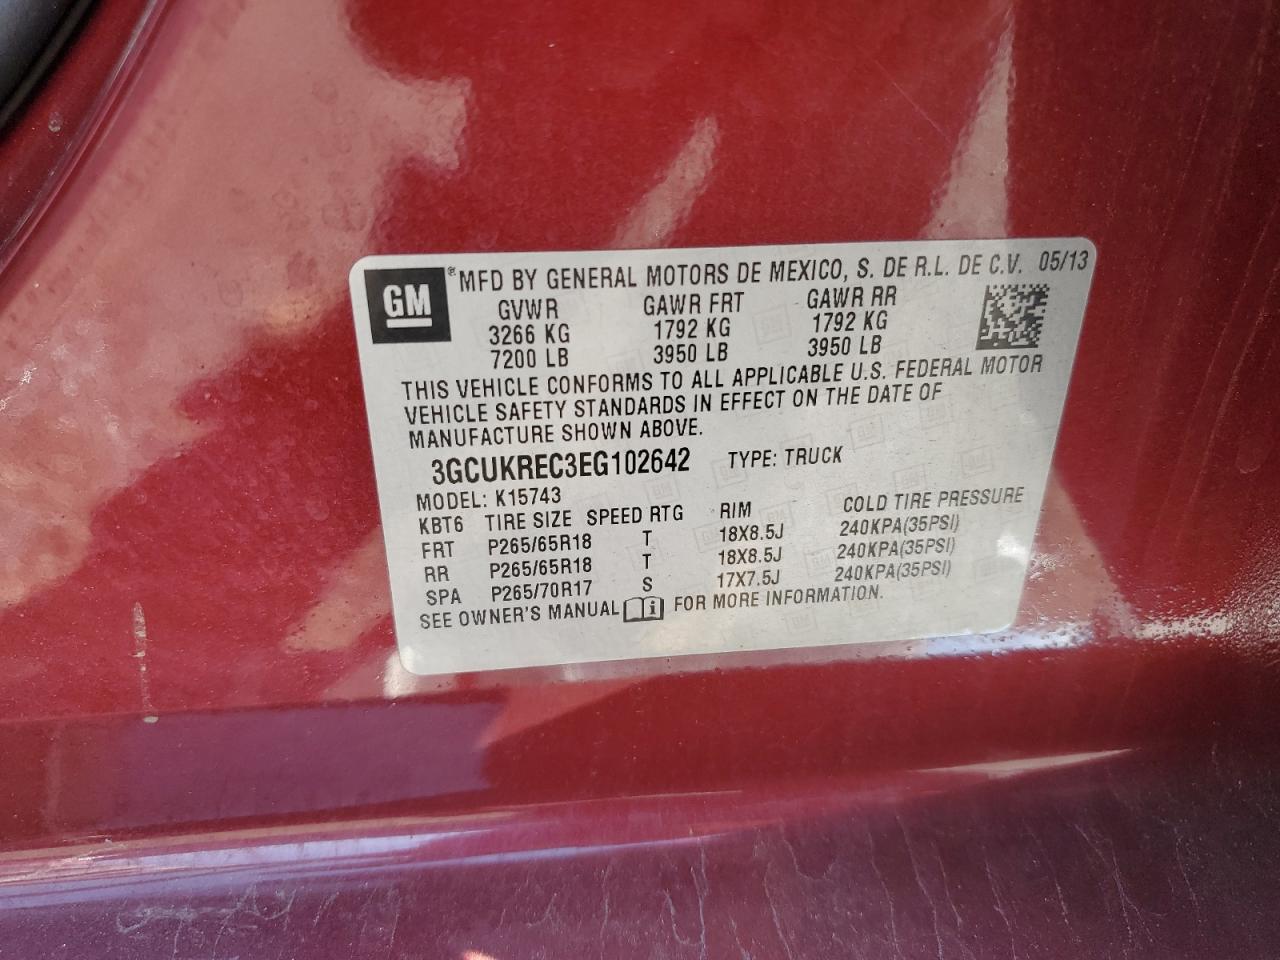 GM ® MFD BY GENERAL MOTORS DE MEXICO, S. DE R.L. DE C.V. 05/13
GVWR GAWR FRT GAWR RR
3266 KG 1792 KG 1792 KG
7200 LB 3950 LB 3950 LB
THIS VEHICLE CONFORMS TO ALL APPLICABLE U.S. FEDERAL MOTOR
VEHICLE SAFETY STANDARDS IN EFFECT ON THE DATE OF
MANUFACTURE SHOWN ABOVE.
3GCUKREC3EG102642 TYPE: TRUCK
MODEL: K15743
KBT6 TIRE SIZE SPEED RTG RIM COLD TIRE PRESSURE
FRT P265/65R18 T 18X8.5J 240KPA(35PSI)
RR P265/65R18 T 18X8.5J 240KPA(35PSI)
SPA P265/70R17 S 17X7.5J 240KPA(35PSI)
SEE OWNER'S MANUAL FOR MORE INFORMATION.